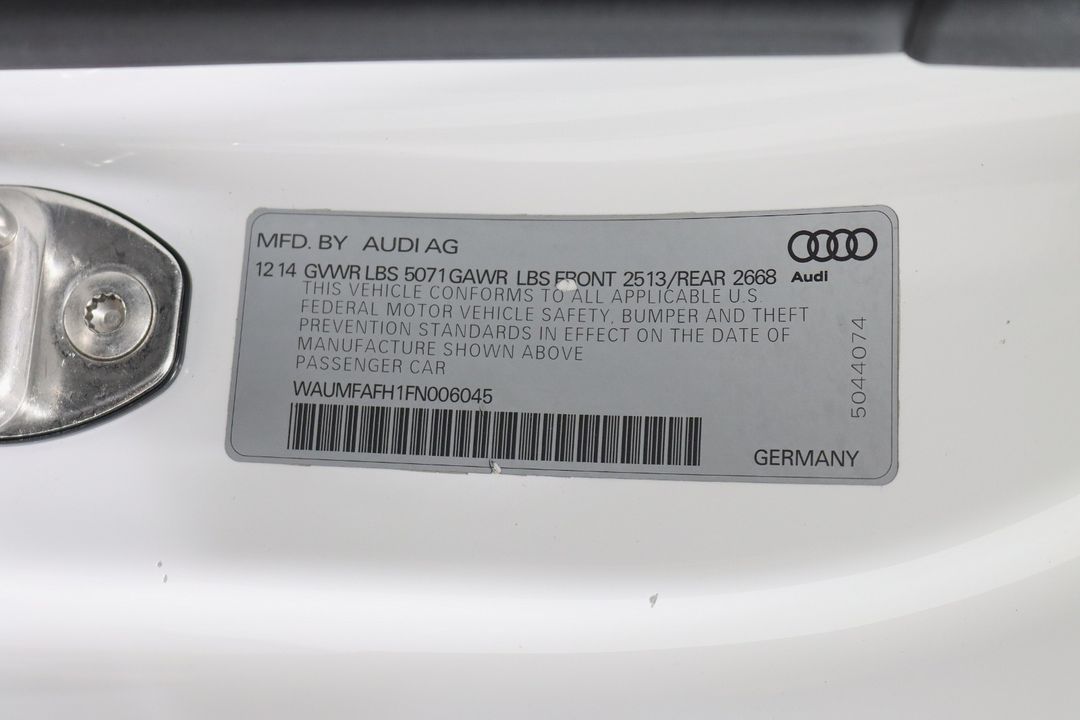 MFD. BY AUDI AG
Audi
12 14 GVWR LBS 5071 GAWR LBS FRONT 2513/REAR 2668
THIS VEHICLE CONFORMS TO ALL APPLICABLE U.S.
FEDERAL MOTOR VEHICLE SAFETY, BUMPER AND THEFT
PREVENTION STANDARDS IN EFFECT ON THE DATE OF
MANUFACTURE SHOWN ABOVE
PASSENGER CAR
WAUMFAFH1FN006045
5044074
GERMANY